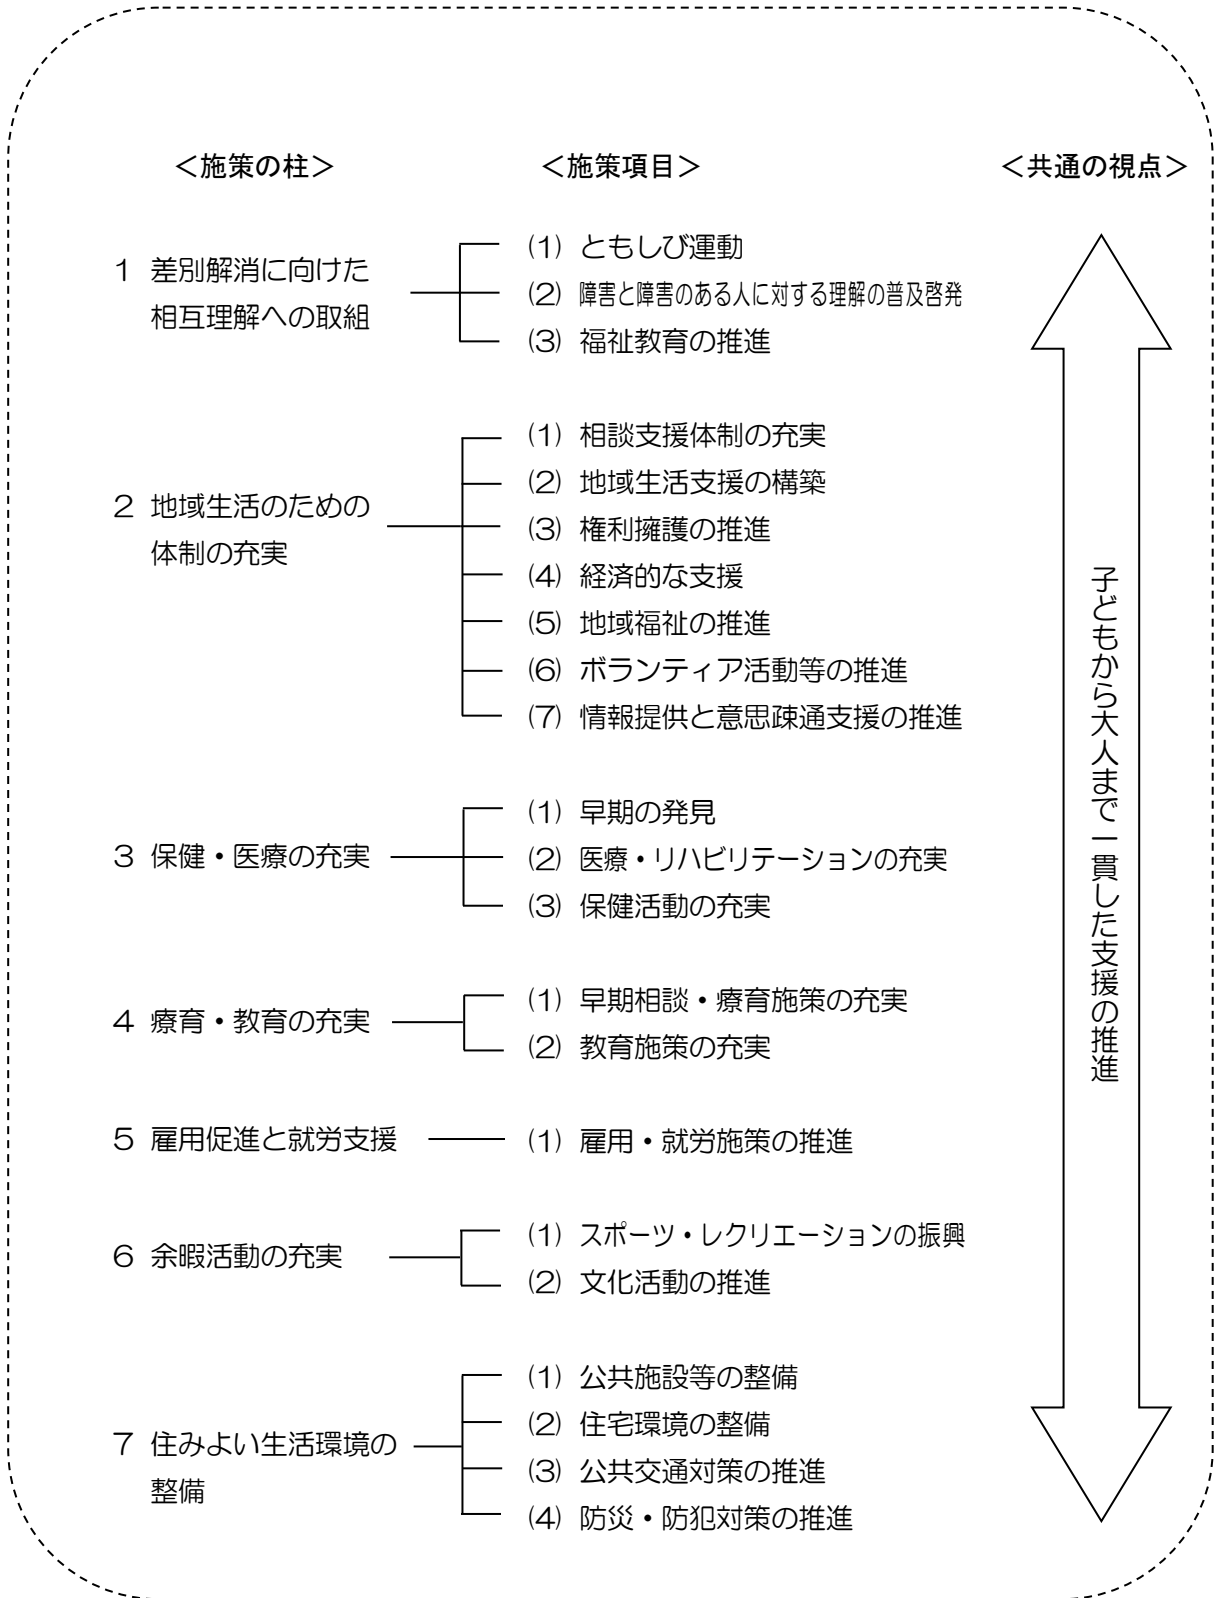 ＜施策の柱＞
＜施策項目＞
＜共通の視点＞
1 差別解消に向けた
相互理解への取組
(1) ともしび運動
(2) 障害と障害のある人に対する理解の普及啓発
(3) 福祉教育の推進
2 地域生活のための
体制の充実
(1) 相談支援体制の充実
(2) 地域生活支援の構築
(3) 権利擁護の推進
(4) 経済的な支援
(5) 地域福祉の推進
(6) ボランティア活動等の推進
(7) 情報提供と意思疎通支援の推進
3 保健・医療の充実
(1) 早期の発見
(2) 医療・リハビリテーションの充実
(3) 保健活動の充実
4 療育・教育の充実
(1) 早期相談・療育施策の充実
(2) 教育施策の充実
5 雇用促進と就労支援
(1) 雇用・就労施策の推進
6 余暇活動の充実
(1) スポーツ・レクリエーションの振興
(2) 文化活動の推進
7 住みよい生活環境の
整備
(1) 公共施設等の整備
(2) 住宅環境の整備
(3) 公共交通対策の推進
(4) 防災・防犯対策の推進
子どもから大人まで一貫した支援の推進